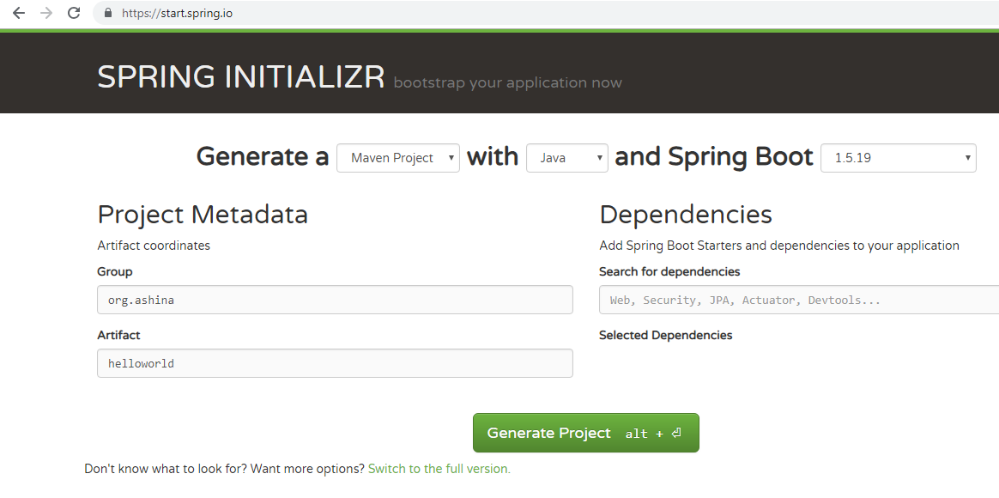 https://start.spring.io
SPRING INITIALIZR bootstrap your application now
Generate a Maven Project with Java and Spring Boot 1.5.19
Project Metadata
Artifact coordinates
Group
org.ashina
Artifact
helloworld
Dependencies
Add Spring Boot Starters and dependencies to your application
Search for dependencies
Web, Security, JPA, Actuator, Devtools...
Selected Dependencies
Generate Project alt + ⏎
Don't know what to look for? Want more options? Switch to the full version.